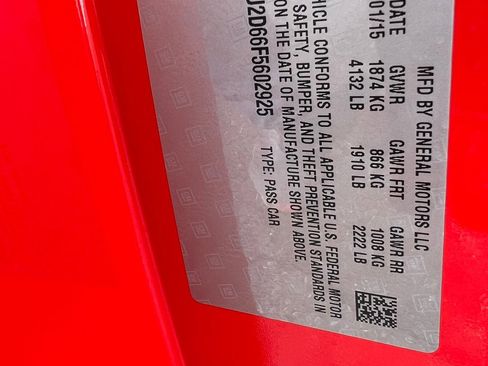 MFD BY GENERAL MOTORS LLC
DATE GVWR GAWR FRT GAWR RR
01/15 1874 KG 866 KG 1008 KG
4132 LB 1910 LB 2222 LB
HICLE CONFORMS TO ALL APPLICABLE U.S. FEDERAL MOTOR
SAFETY, BUMPER, AND THEFT PREVENTION STANDARDS IN
ON THE DATE OF MANUFACTURE SHOWN ABOVE.
J2D66F5602925 TYPE: PASS CAR